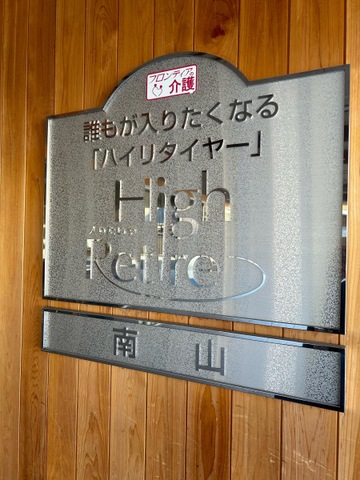 フロンティアの
介護
誰もが入りたくなる
「ハイリタイヤー」
High
Retire
南山